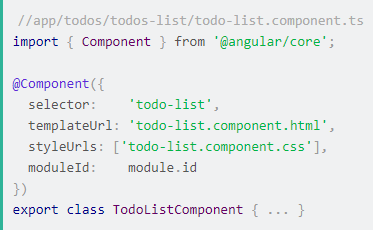 //app/todos/todos-list/todo-list.component.ts
import { Component } from '@angular/core';

@Component({
  selector:    'todo-list',
  templateUrl: 'todo-list.component.html',
  styleUrls: ['todo-list.component.css'],
  moduleId:    module.id
})
export class TodoListComponent { ... }